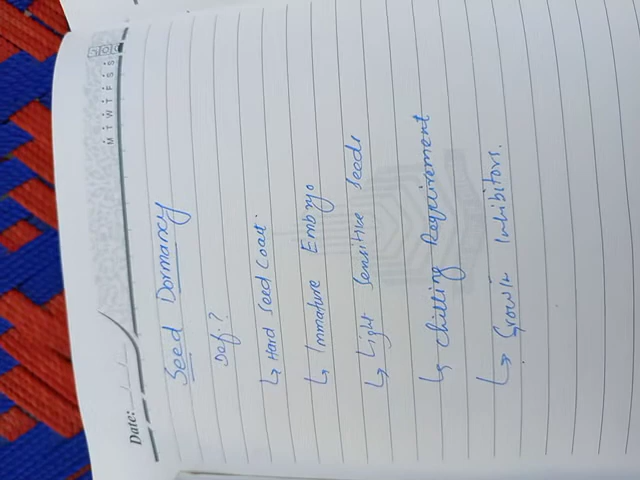 Date:
M T W T F S S
Seed Dormancy
Def.?
↳ Hard Seed Coat.
↳ Immature Embryo
↳ Light Sensitive Seeds
↳ Chilling Requirement
↳ Growth Inhibitors.